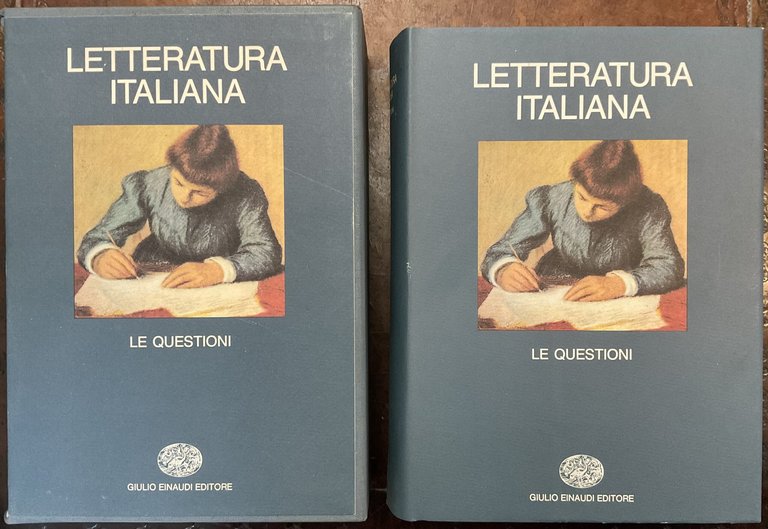 LETTERATURA
ITALIANA
LE QUESTIONI
GIULIO EINAUDI EDITORE
LETTERATURA
ITALIANA
LE QUESTIONI
GIULIO EINAUDI EDITORE